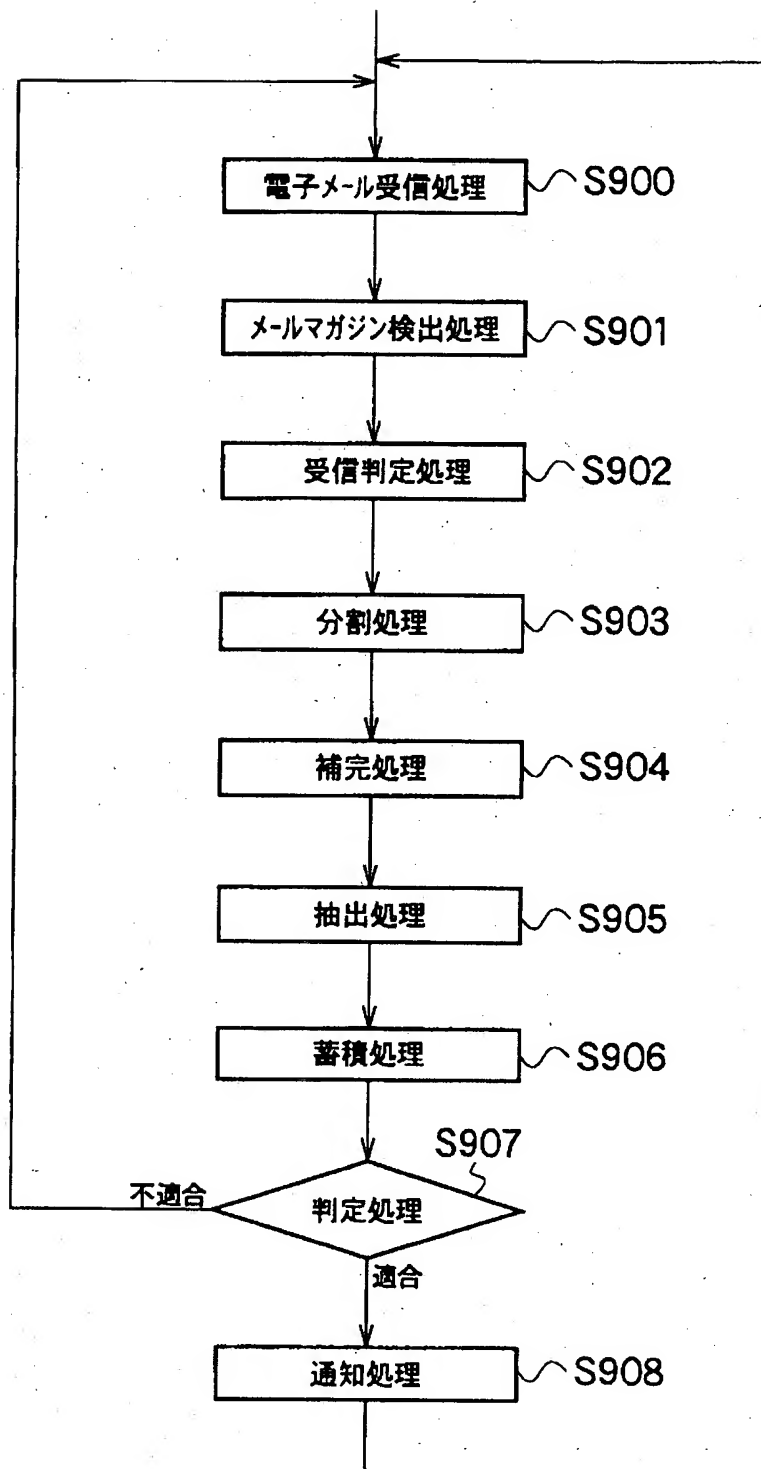 電子メール受信処理 S900
メールマガジン検出処理 S901
受信判定処理 S902
分割処理 S903
補完処理 S904
抽出処理 S905
蓄積処理 S906
S907
不適合
判定処理
適合
通知処理 S908